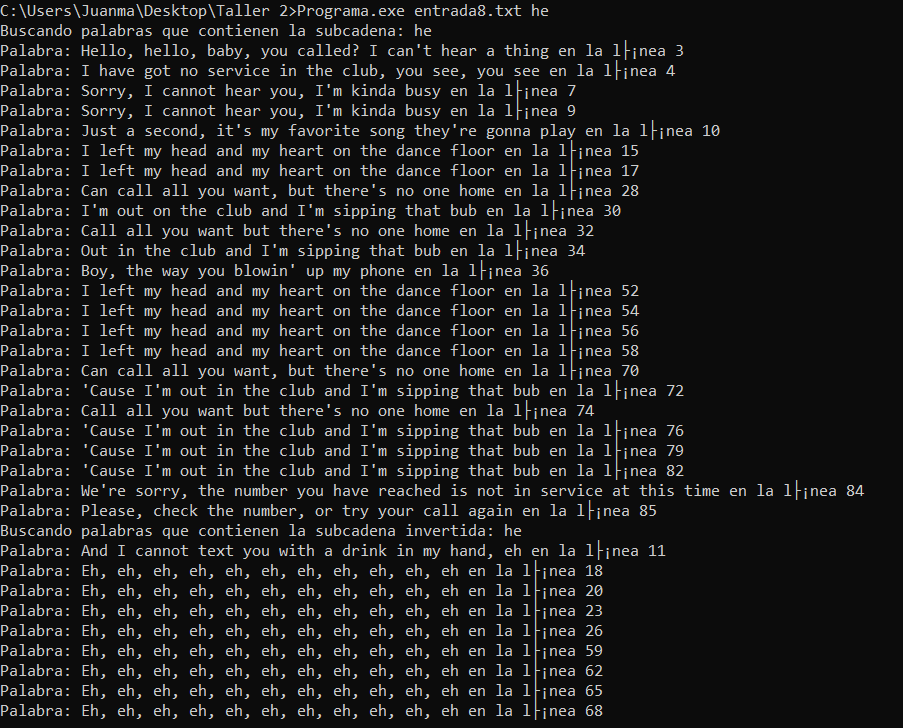 C:\Users\Juanma\Desktop\Taller 2>Programa.exe entrada8.txt he
Buscando palabras que contienen la subcadena: he
Palabra: Hello, hello, baby, you called? I can't hear a thing en la l├¡nea 3
Palabra: I have got no service in the club, you see, you see en la l├¡nea 4
Palabra: Sorry, I cannot hear you, I'm kinda busy en la l├¡nea 7
Palabra: Sorry, I cannot hear you, I'm kinda busy en la l├¡nea 9
Palabra: Just a second, it's my favorite song they're gonna play en la l├¡nea 10
Palabra: I left my head and my heart on the dance floor en la l├¡nea 15
Palabra: I left my head and my heart on the dance floor en la l├¡nea 17
Palabra: Can call all you want, but there's no one home en la l├¡nea 28
Palabra: I'm out on the club and I'm sipping that bub en la l├¡nea 30
Palabra: Call all you want but there's no one home en la l├¡nea 32
Palabra: Out in the club and I'm sipping that bub en la l├¡nea 34
Palabra: Boy, the way you blowin' up my phone en la l├¡nea 36
Palabra: I left my head and my heart on the dance floor en la l├¡nea 52
Palabra: I left my head and my heart on the dance floor en la l├¡nea 54
Palabra: I left my head and my heart on the dance floor en la l├¡nea 56
Palabra: I left my head and my heart on the dance floor en la l├¡nea 58
Palabra: Can call all you want, but there's no one home en la l├¡nea 70
Palabra: 'Cause I'm out in the club and I'm sipping that bub en la l├¡nea 72
Palabra: Call all you want but there's no one home en la l├¡nea 74
Palabra: 'Cause I'm out in the club and I'm sipping that bub en la l├¡nea 76
Palabra: 'Cause I'm out in the club and I'm sipping that bub en la l├¡nea 79
Palabra: 'Cause I'm out in the club and I'm sipping that bub en la l├¡nea 82
Palabra: We're sorry, the number you have reached is not in service at this time en la l├¡nea 84
Palabra: Please, check the number, or try your call again en la l├¡nea 85
Buscando palabras que contienen la subcadena invertida: he
Palabra: And I cannot text you with a drink in my hand, eh en la l├¡nea 11
Palabra: Eh, eh, eh, eh, eh, eh, eh, eh, eh, eh, eh en la l├¡nea 18
Palabra: Eh, eh, eh, eh, eh, eh, eh, eh, eh, eh, eh en la l├¡nea 20
Palabra: Eh, eh, eh, eh, eh, eh, eh, eh, eh, eh, eh en la l├¡nea 23
Palabra: Eh, eh, eh, eh, eh, eh, eh, eh, eh, eh, eh en la l├¡nea 26
Palabra: Eh, eh, eh, eh, eh, eh, eh, eh, eh, eh, eh en la l├¡nea 59
Palabra: Eh, eh, eh, eh, eh, eh, eh, eh, eh, eh, eh en la l├¡nea 62
Palabra: Eh, eh, eh, eh, eh, eh, eh, eh, eh, eh, eh en la l├¡nea 65
Palabra: Eh, eh, eh, eh, eh, eh, eh, eh, eh, eh, eh en la l├¡nea 68